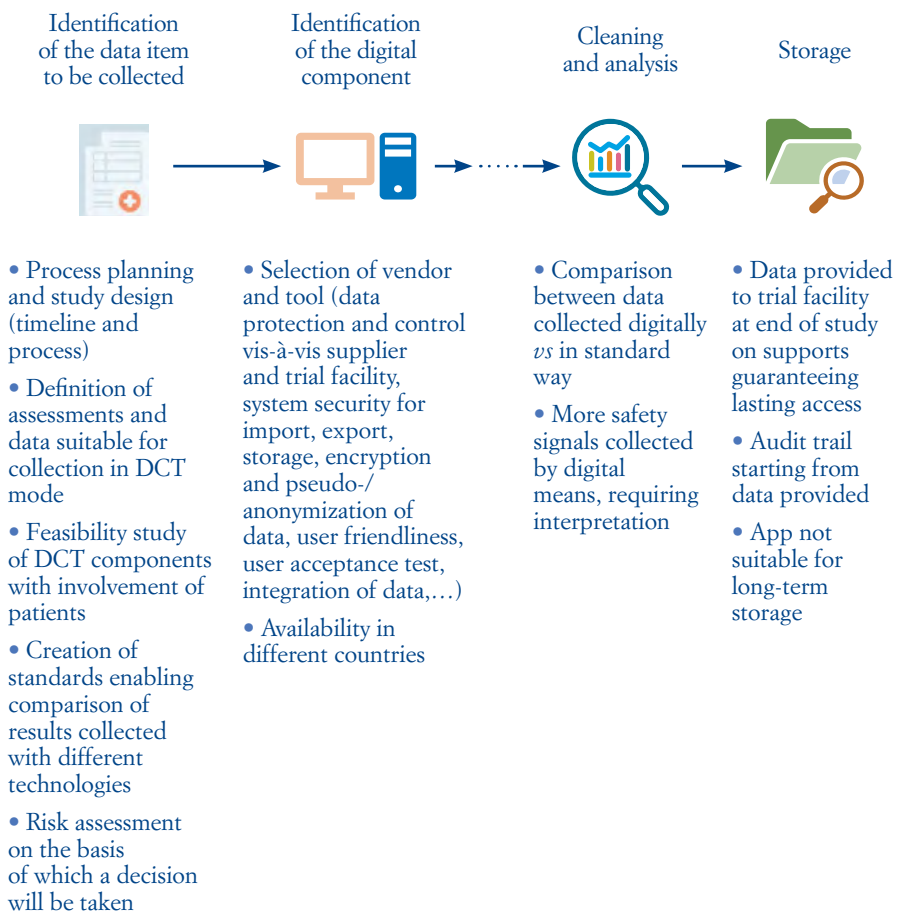 Identification
of the data item
to be collected
Identification
of the digital
component
Cleaning
and analysis
Storage
• Process planning
and study design
(timeline and
process)
• Definition of
assessments and
data suitable for
collection in DCT
mode
• Feasibility study
of DCT components
with involvement of
patients
• Creation of
standards enabling
comparison of
results collected
with different
technologies
• Risk assessment
on the basis
of which a decision
will be taken
• Selection of vendor
and tool (data
protection and control
vis-à-vis supplier
and trial facility,
system security for
import, export,
storage, encryption
and pseudo-/
anonymization of
data, user friendliness,
user acceptance test,
integration of data,…)
• Availability in
different countries
• Comparison
between data
collected digitally
vs in standard
way
• More safety
signals collected
by digital
means, requiring
interpretation
• Data provided
to trial facility
at end of study
on supports
guaranteeing
lasting access
• Audit trail
starting from
data provided
• App not
suitable for
long-term
storage